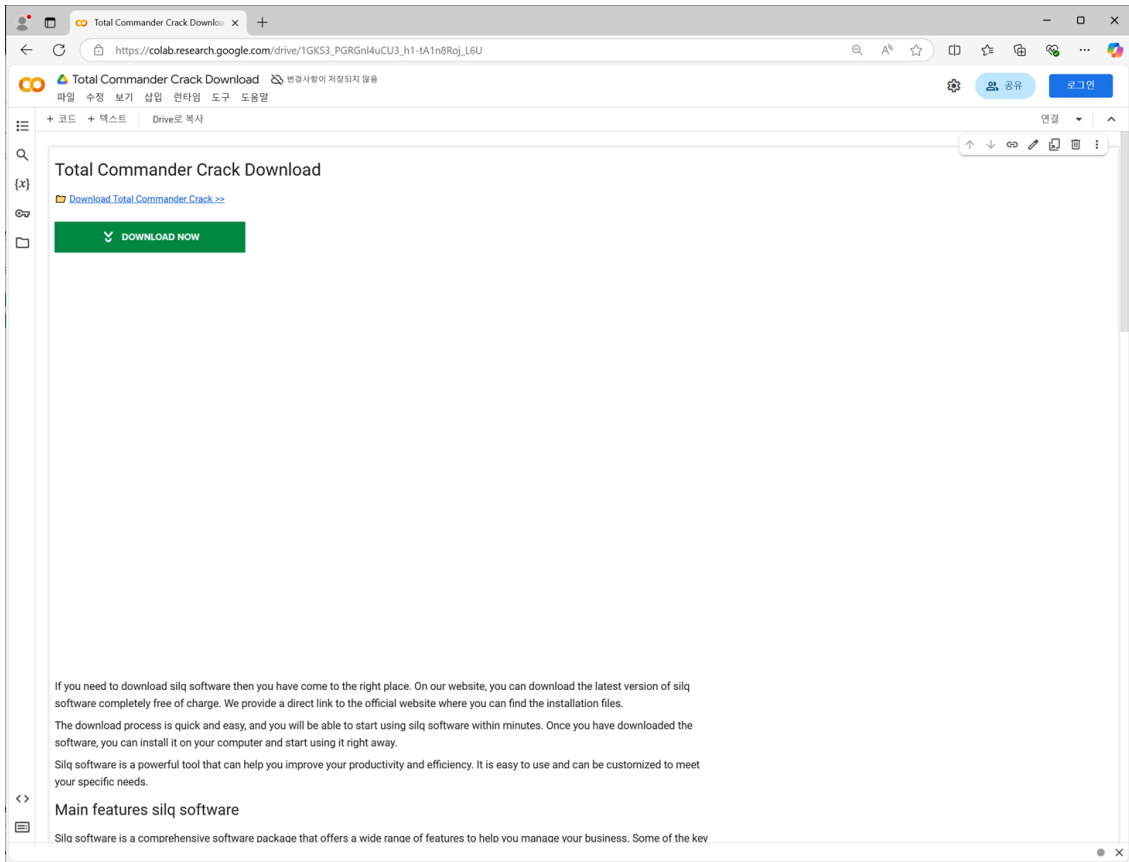 Total Commander Crack Downloa
https://colab.research.google.com/drive/1GKS3_PGRGnI4uCU3_h1-tA1n8Roj_L6U
Total Commander Crack Download 변경사항이 저장되지 않음
파일 수정 보기 삽입 런타임 도구 도움말
공유
로그인
+ 코드 + 텍스트 Drive로 복사
연결
Total Commander Crack Download
Download Total Commander Crack >>
DOWNLOAD NOW
If you need to download silq software then you have come to the right place. On our website, you can download the latest version of silq
software completely free of charge. We provide a direct link to the official website where you can find the installation files.
The download process is quick and easy, and you will be able to start using silq software within minutes. Once you have downloaded the
software, you can install it on your computer and start using it right away.
Silq software is a powerful tool that can help you improve your productivity and efficiency. It is easy to use and can be customized to meet
your specific needs.
Main features silq software
Silq software is a comprehensive software package that offers a wide range of features to help you manage your business. Some of the key